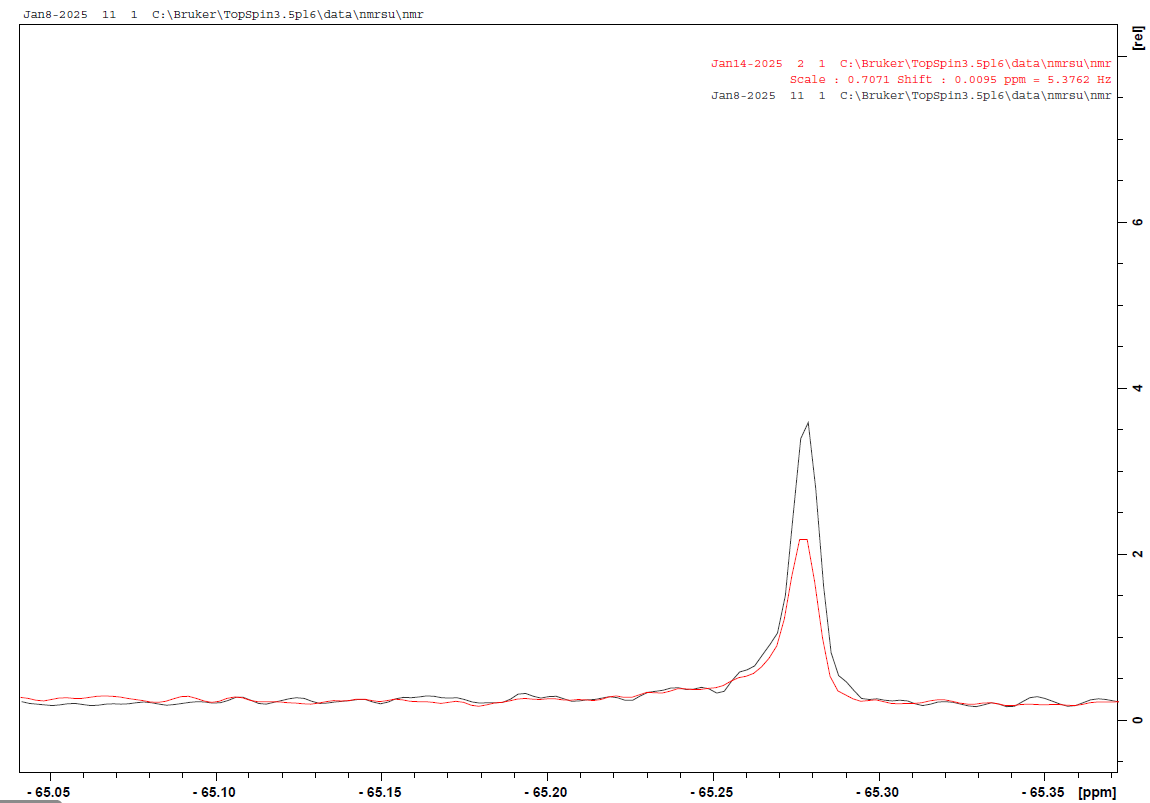 Jan8-2025 11 1 C:\Bruker\TopSpin3.5pl6\data\nmrsu\nmr
[rel]
Jan14-2025 2 1 C:\Bruker\TopSpin3.5pl6\data\nmrsu\nmr
Scale : 0.7071 Shift : 0.0095 ppm = 5.3762 Hz
Jan8-2025 11 1 C:\Bruker\TopSpin3.5pl6\data\nmrsu\nmr
6
4
2
0
- 65.05 - 65.10 - 65.15 - 65.20 - 65.25 - 65.30 - 65.35 [ppm]